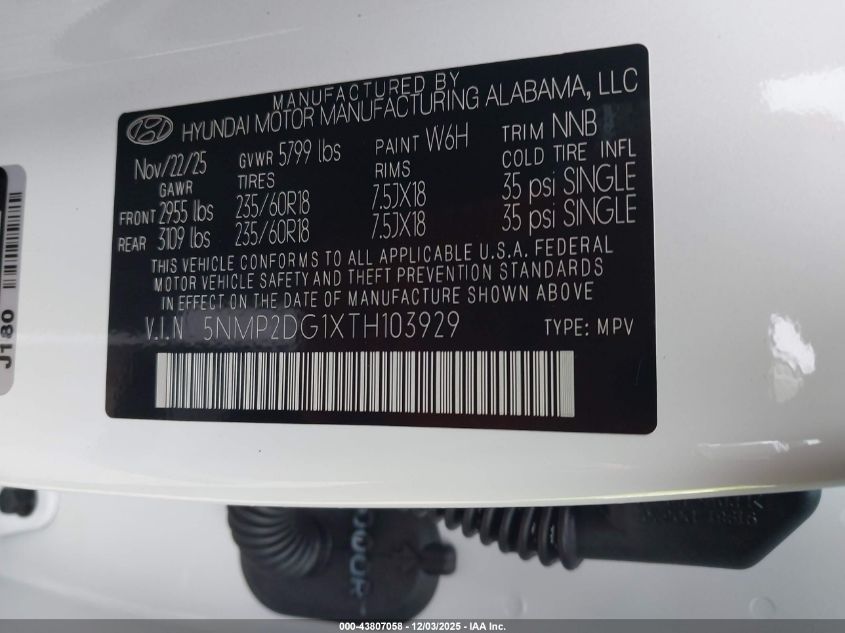 MANUFACTURED BY
HYUNDAI MOTOR MANUFACTURING ALABAMA, LLC
Nov/22/25 GVWR 5799 lbs PAINT W6H TRIM NNB
GAWR TIRES RIMS COLD TIRE INFL
FRONT 2955 lbs 235/60R18 7.5JX18 35 psi SINGLE
REAR 3109 lbs 235/60R18 7.5JX18 35 psi SINGLE
THIS VEHICLE CONFORMS TO ALL APPLICABLE U.S.A. FEDERAL
MOTOR VEHICLE SAFETY AND THEFT PREVENTION STANDARDS
IN EFFECT ON THE DATE OF MANUFACTURE SHOWN ABOVE
V.I.N 5NMP2DG1XTH103929 TYPE: MPV
J180
000-43807058 - 12/03/2025 - IAA Inc.